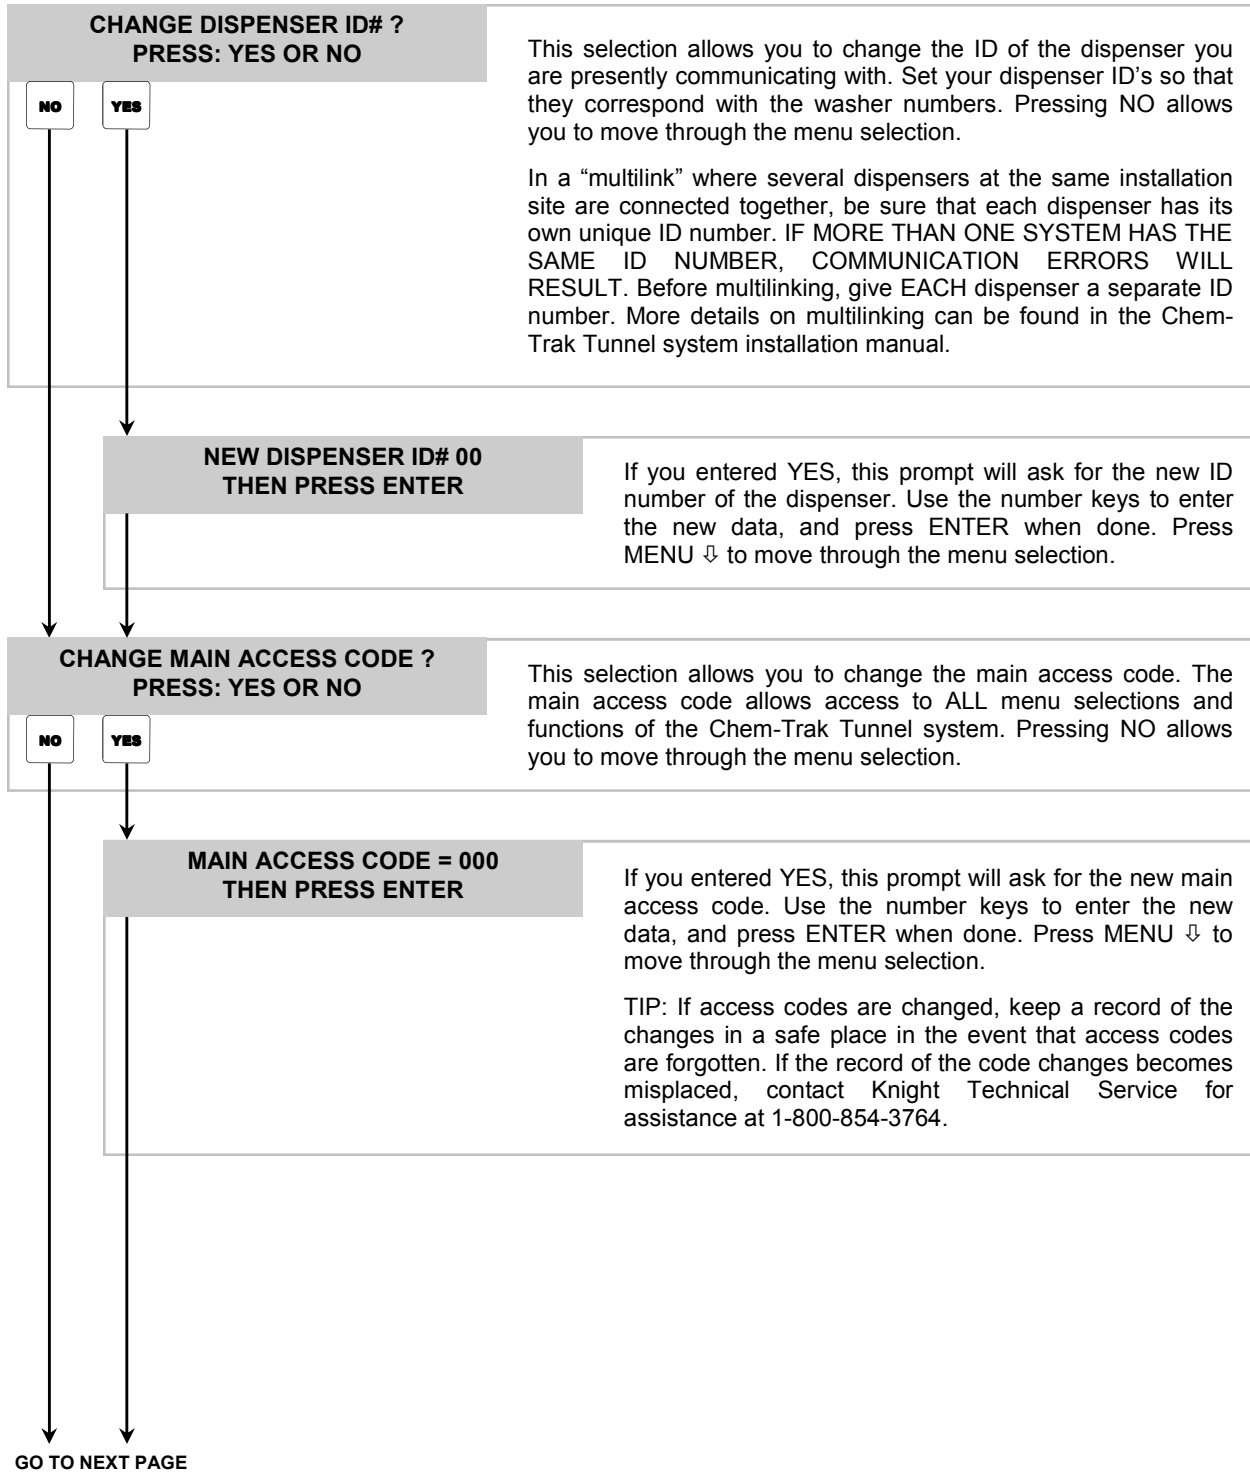 CHANGE DISPENSER ID# ?
PRESS: YES OR NO
NO
YES
This selection allows you to change the ID of the dispenser you
are presently communicating with. Set your dispenser ID’s so that
they correspond with the washer numbers. Pressing NO allows
you to move through the menu selection.
In a “multilink” where several dispensers at the same installation
site are connected together, be sure that each dispenser has its
own unique ID number. IF MORE THAN ONE SYSTEM HAS THE
SAME ID NUMBER, COMMUNICATION ERRORS WILL
RESULT. Before multilinking, give EACH dispenser a separate ID
number. More details on multilinking can be found in the Chem-
Trak Tunnel system installation manual.
NEW DISPENSER ID# 00
THEN PRESS ENTER
If you entered YES, this prompt will ask for the new ID
number of the dispenser. Use the number keys to enter
the new data, and press ENTER when done. Press
MENU ⇩ to move through the menu selection.
CHANGE MAIN ACCESS CODE ?
PRESS: YES OR NO
NO
YES
This selection allows you to change the main access code. The
main access code allows access to ALL menu selections and
functions of the Chem-Trak Tunnel system. Pressing NO allows
you to move through the menu selection.
MAIN ACCESS CODE = 000
THEN PRESS ENTER
If you entered YES, this prompt will ask for the new main
access code. Use the number keys to enter the new
data, and press ENTER when done. Press MENU ⇩ to
move through the menu selection.
TIP: If access codes are changed, keep a record of the
changes in a safe place in the event that access codes
are forgotten. If the record of the code changes becomes
misplaced, contact Knight Technical Service for
assistance at 1-800-854-3764.
GO TO NEXT PAGE